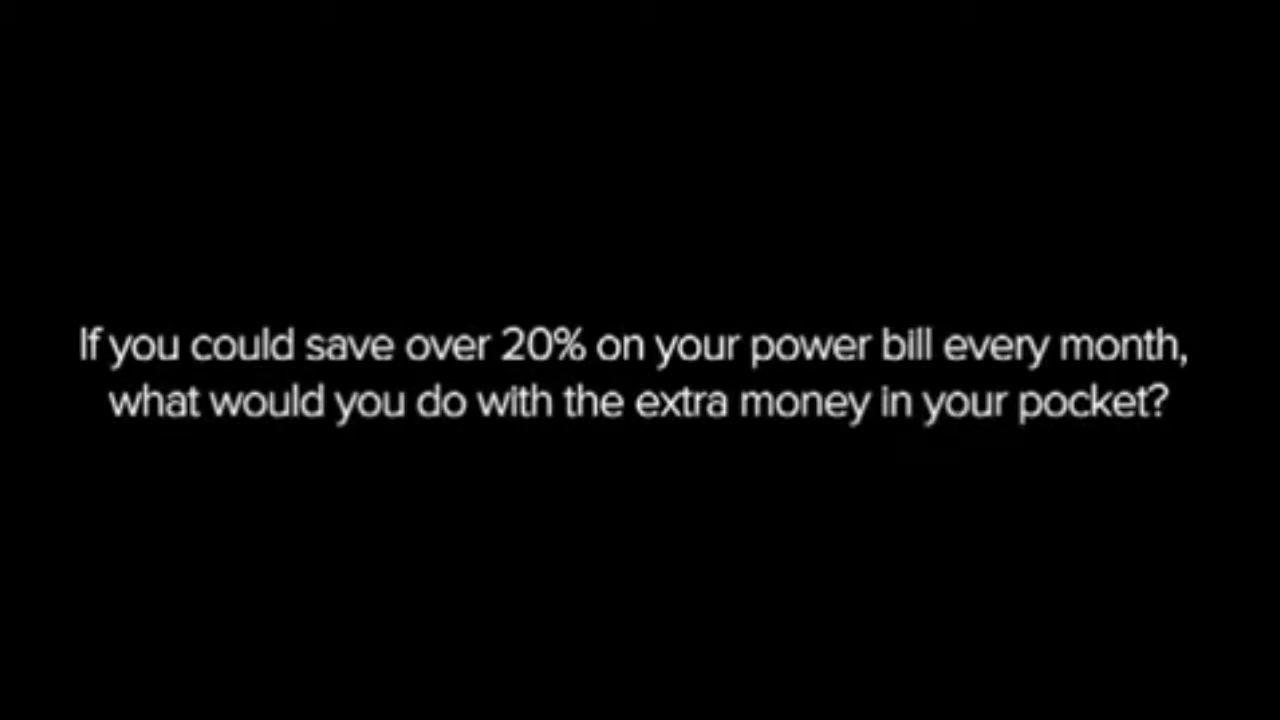 If you could save over 20% on your power bill every month,
what would you do with the extra money in your pocket?